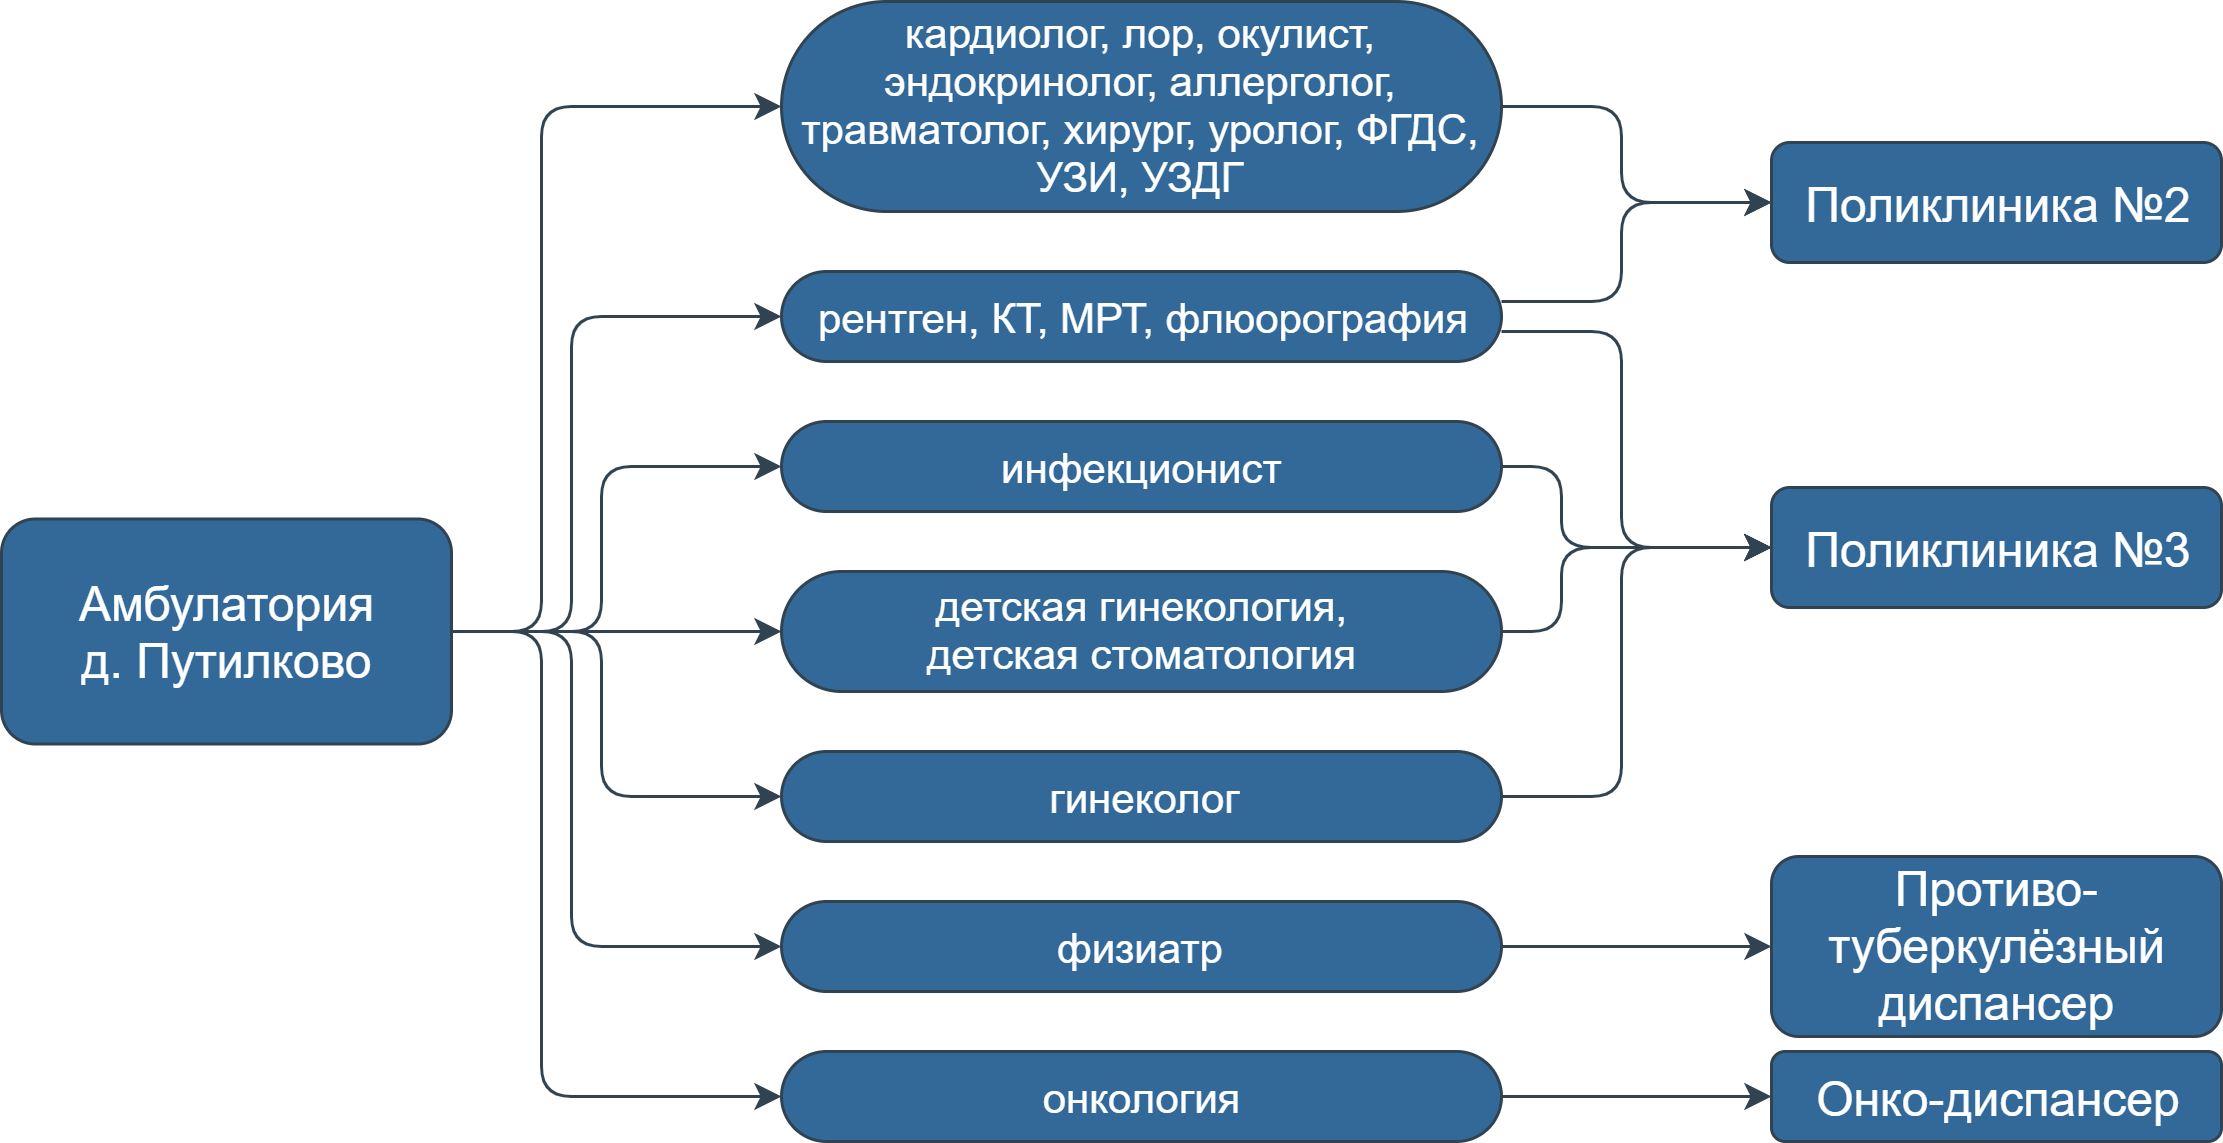 кардиолог, лор, окулист,
эндокринолог, аллерголог,
травматолог, хирург, уролог, ФГДС,
УЗИ, УЗДГ
Поликлиника №2
рентген, КТ, МРТ, флюорография
инфекционист
Поликлиника №3
Амбулатория
д. Путилково
детская гинекология,
детская стоматология
гинеколог
физиатр
Противо-
туберкулёзный
диспансер
онкология
Онко-диспансер